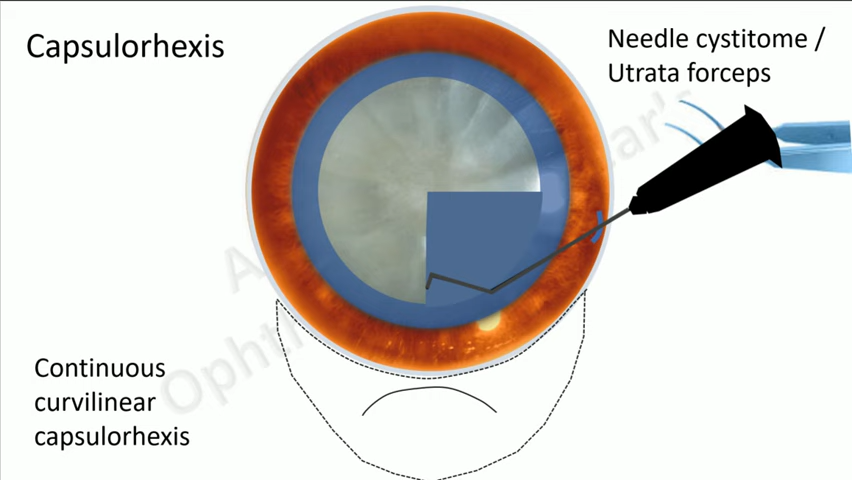 Capsulorhexis
Needle cystitome /
Utrata forceps
Continuous
curvilinear
capsulorhexis